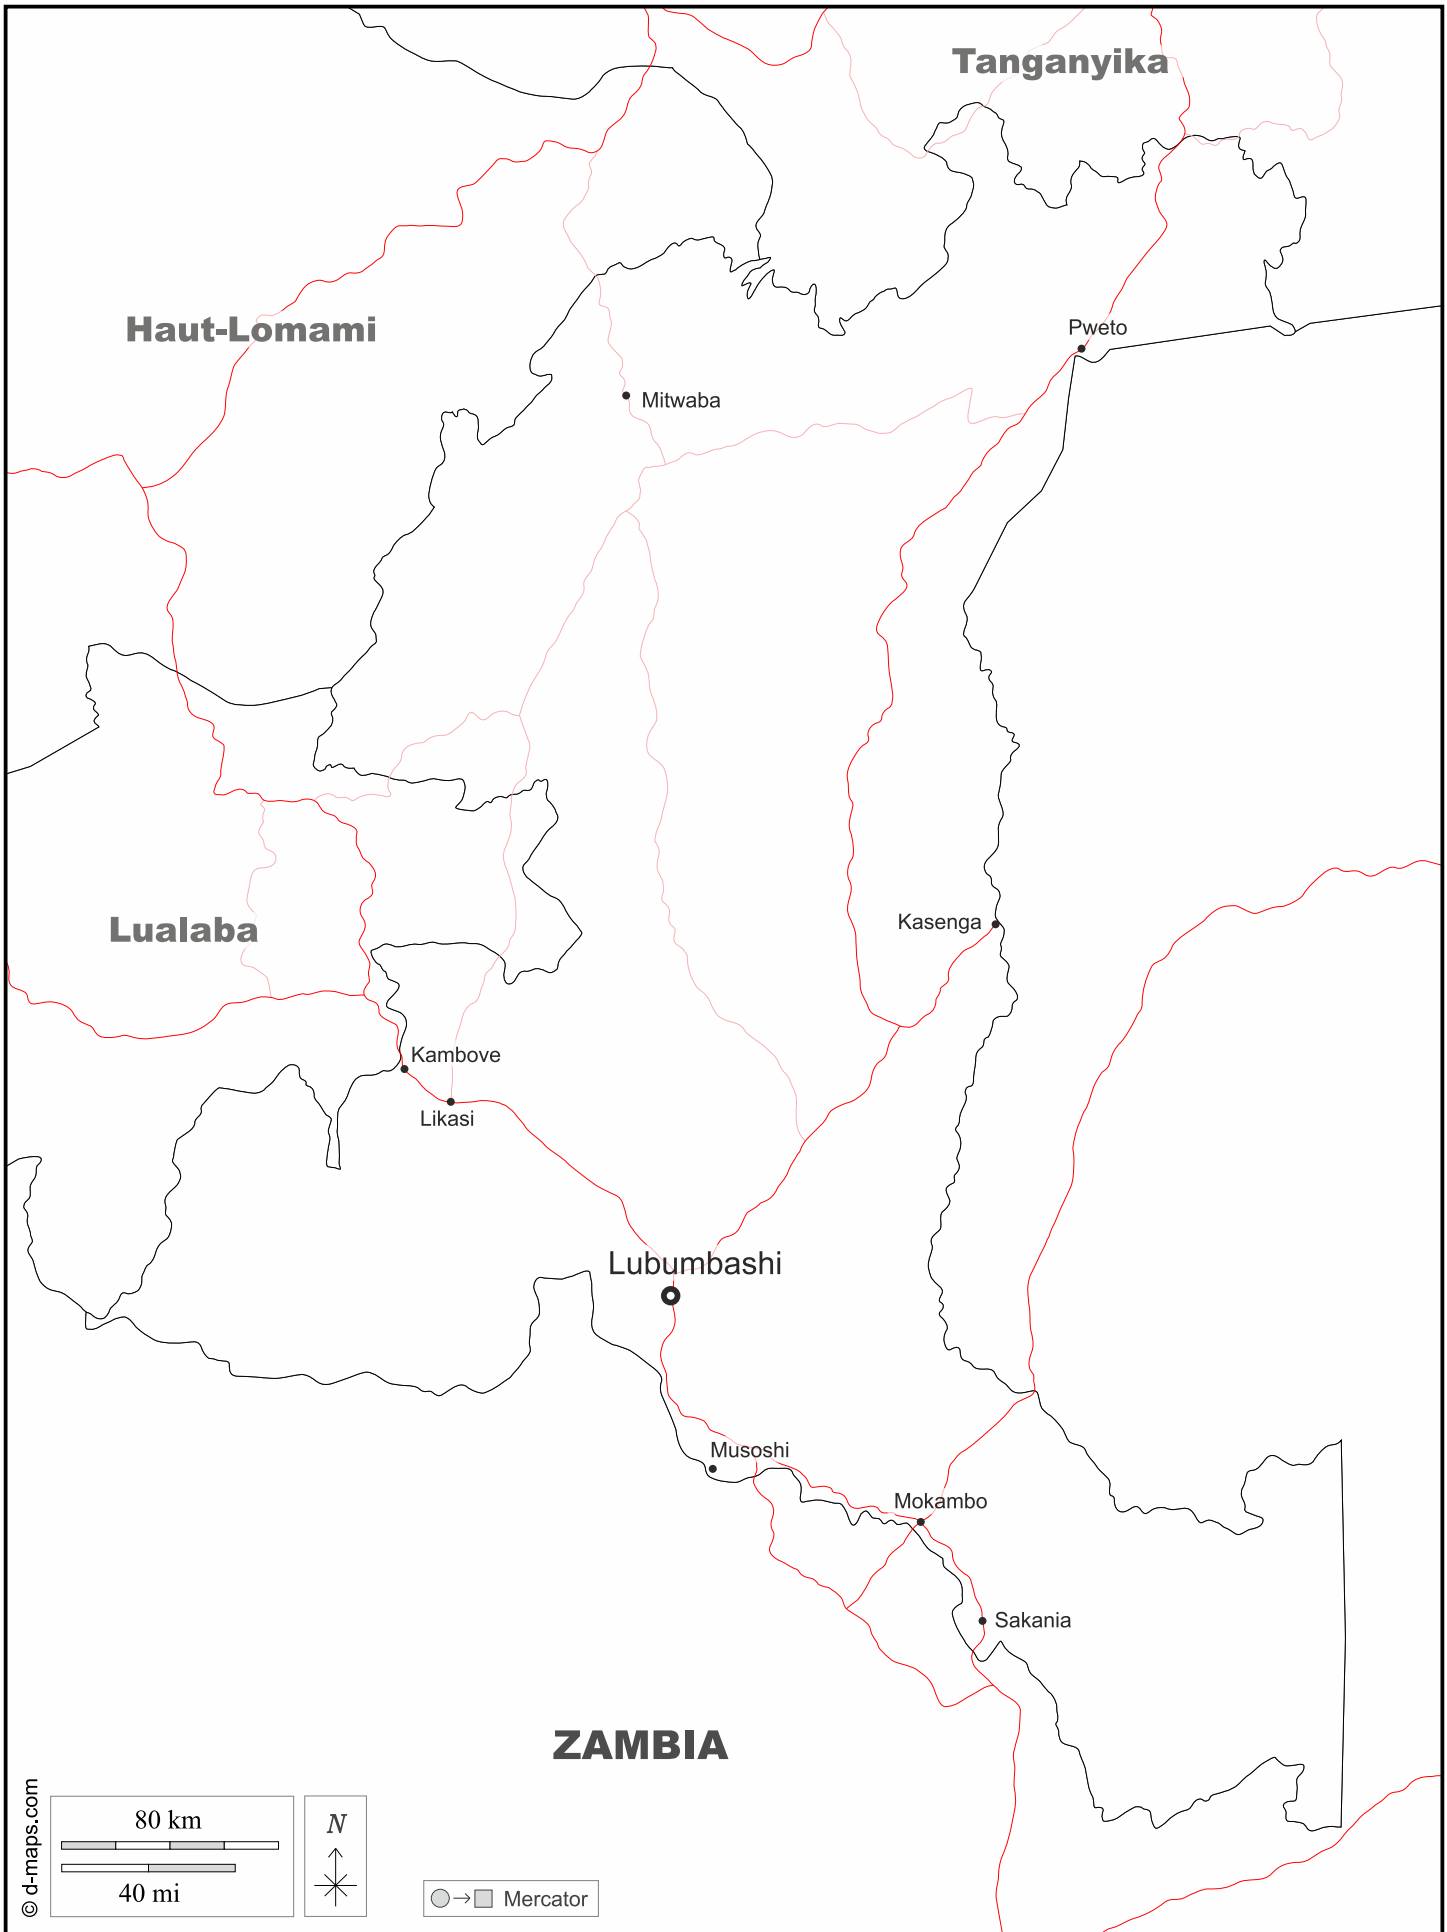 Tanganyika
Haut-Lomami
Pweto
Mitwaba
Kasenga
Lualaba
Kambove
Likasi
Lubumbashi
Musoshi
Mokambo
Sakania
ZAMBIA
© d-maps.com
80 km
40 mi
N
Mercator